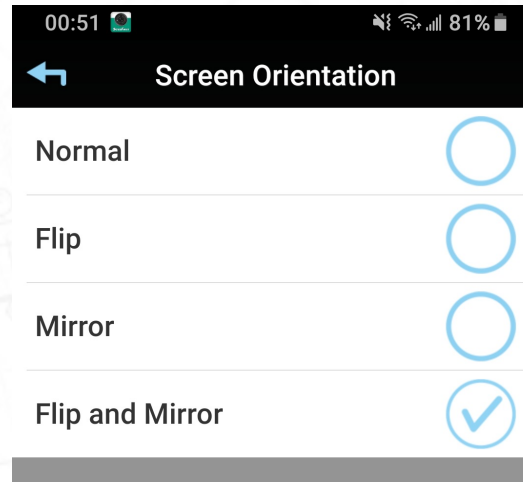 00:51 81%
Screen Orientation
Normal
Flip
Mirror
Flip and Mirror